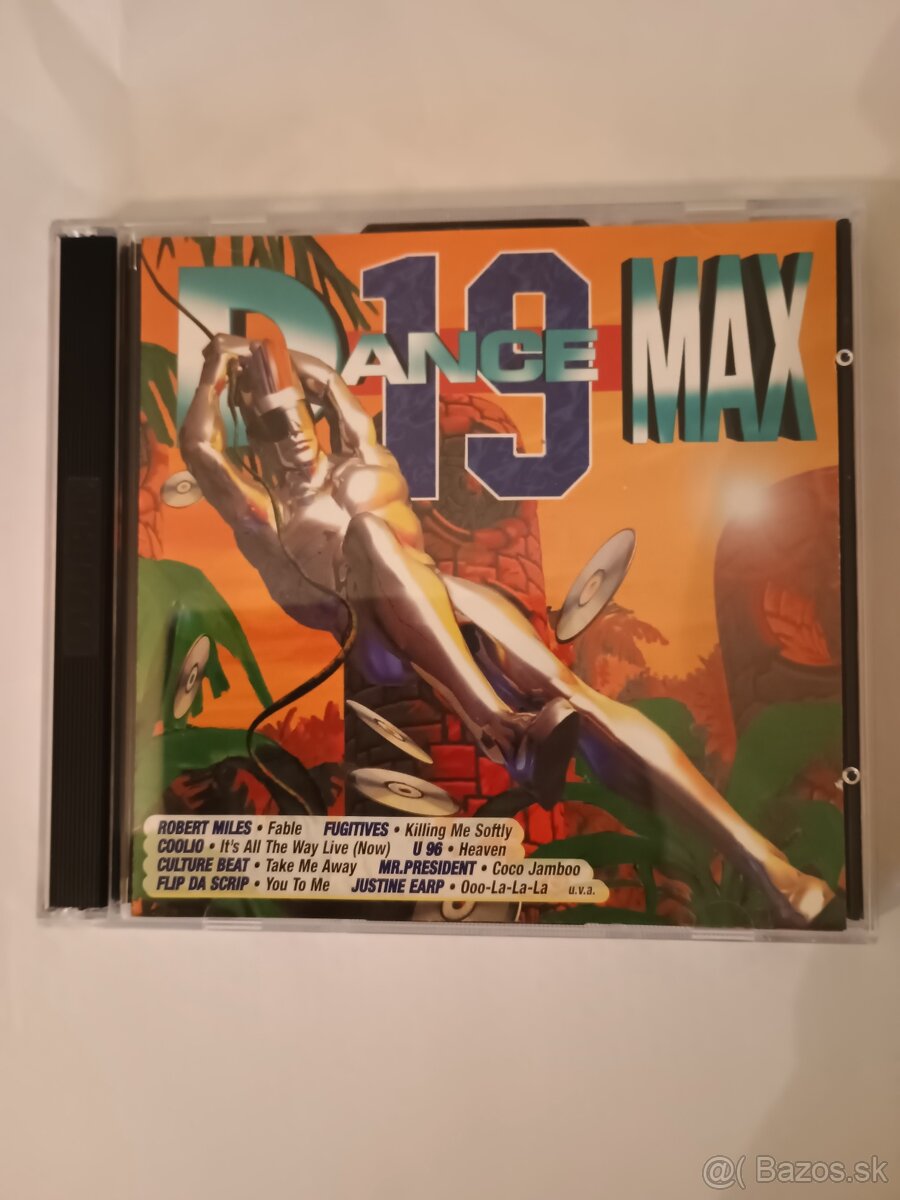 DANCE 19 MAX
ROBERT MILES • Fable FUGITIVES • Killing Me Softly
COOLIO • It's All The Way Live (Now) U 96 • Heaven
CULTURE BEAT • Take Me Away MR.PRESIDENT • Coco Jamboo
FLIP DA SCRIP • You To Me JUSTINE EARP • Ooo-La-La-La u.v.a.
@( Bazos.sk